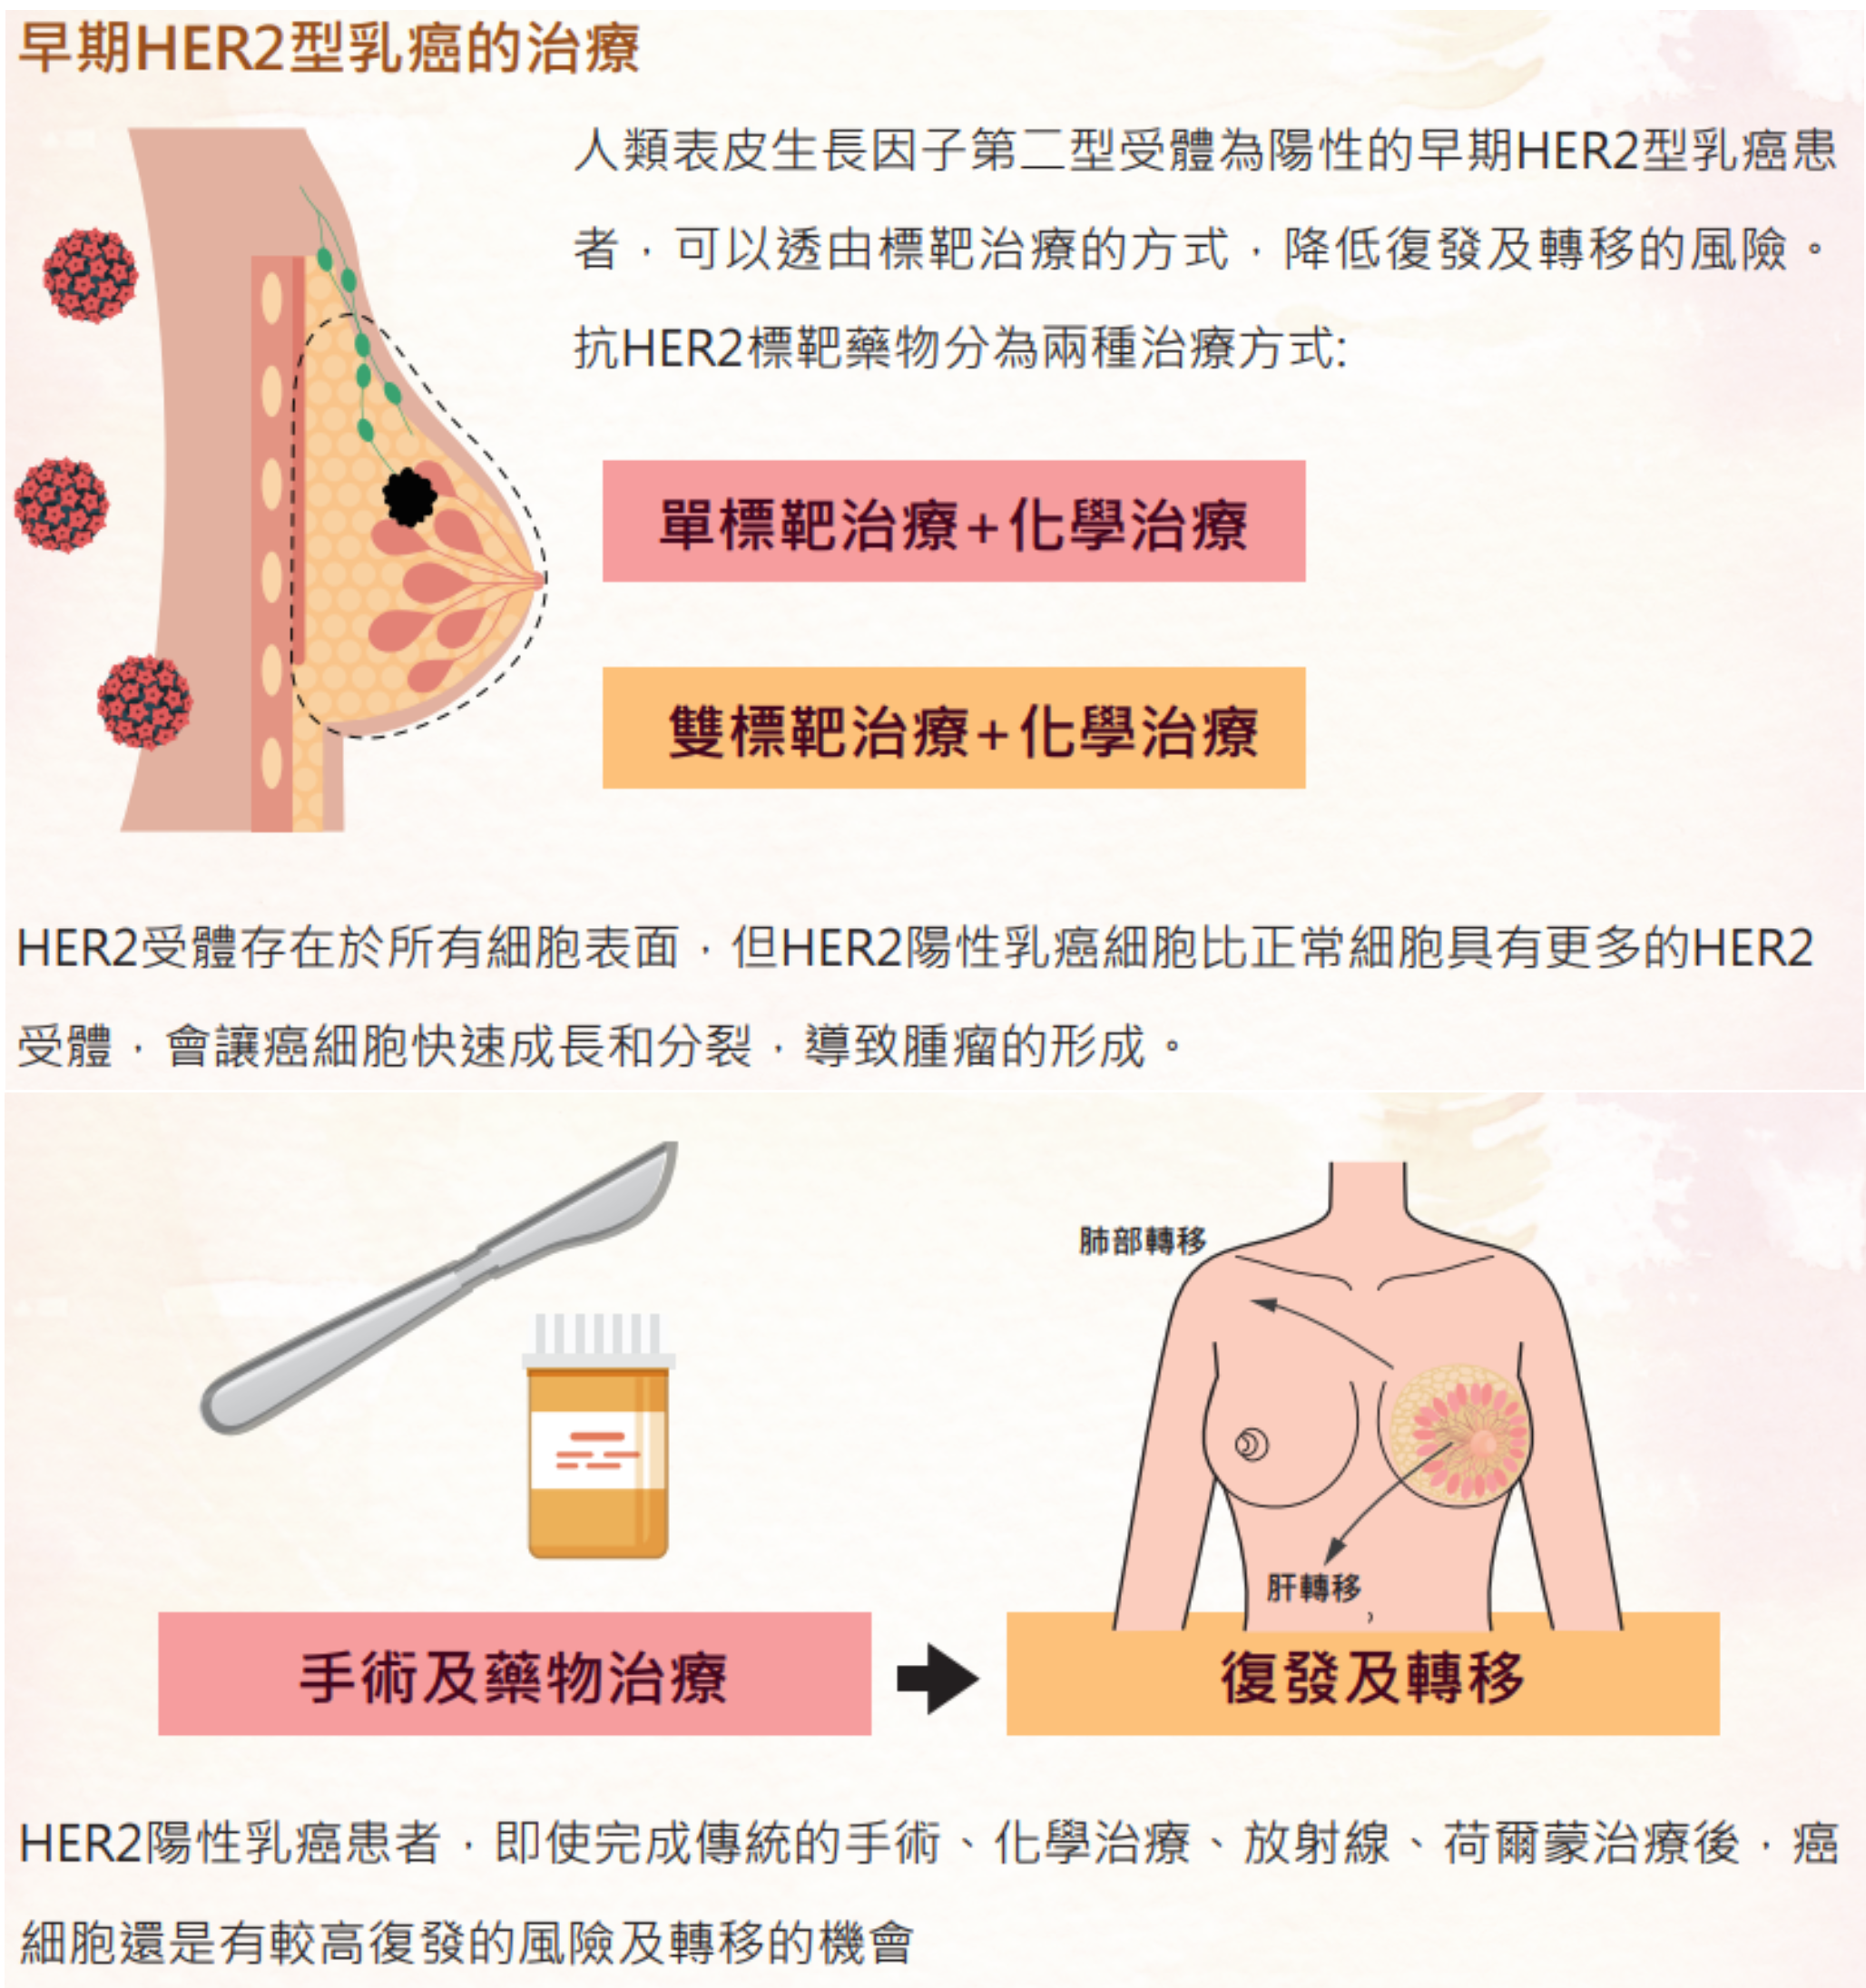 早期HER2型乳癌的治療
人類表皮生長因子第二型受體為陽性的早期HER2型乳癌患
者，可以透由標靶治療的方式，降低復發及轉移的風險。
抗HER2標靶藥物分為兩種治療方式:
單標靶治療+化學治療
雙標靶治療+化學治療
HER2受體存在於所有細胞表面，但HER2陽性乳癌細胞比正常細胞具有更多的HER2
受體，會讓癌細胞快速成長和分裂，導致腫瘤的形成。
肺部轉移
肝轉移
手術及藥物治療
復發及轉移
HER2陽性乳癌患者，即使完成傳統的手術、化學治療、放射線、荷爾蒙治療後，癌
細胞還是有較高復發的風險及轉移的機會